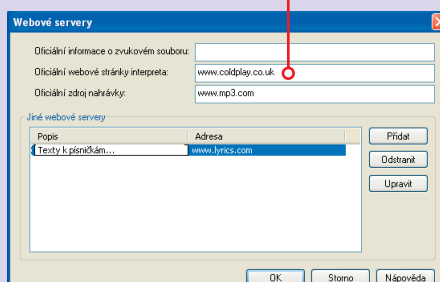 Webové servery
Oficiální informace o zvukovém souboru:
Oficiální webové stránky interpreta: www.coldplay.co.uk
Oficiální zdroj nahrávky: www.mp3.com
Jiné webové servery
Popis Adresa
Texty k písničkám... www.lyrics.com
Přidat
Odstranit
Upravit
OK Storno Nápověda